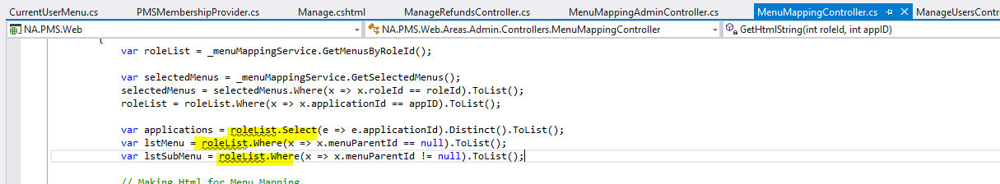 CurrentUserMenu.cs PMSMembershipProvider.cs Manage.cshtml ManageRefundsController.cs MenuMappingAdminController.cs MenuMappingController.cs ManageUsersContr
NA.PMS.Web NA.PMS.Web.Areas.Admin.Controllers.MenuMappingController GetHtmlString(int roleId, int appID)
{
var roleList = _menuMappingService.GetMenusByRoleId();
var selectedMenus = _menuMappingService.GetSelectedMenus();
selectedMenus = selectedMenus.Where(x => x.roleId == roleId).ToList();
roleList = roleList.Where(x => x.applicationId == appID).ToList();
var applications = roleList.Select(e => e.applicationId).Distinct().ToList();
var lstMenu = roleList.Where(x => x.menuParentId == null).ToList();
var lstSubMenu = roleList.Where(x => x.menuParentId != null).ToList();
// Making Html for Menu Mapping